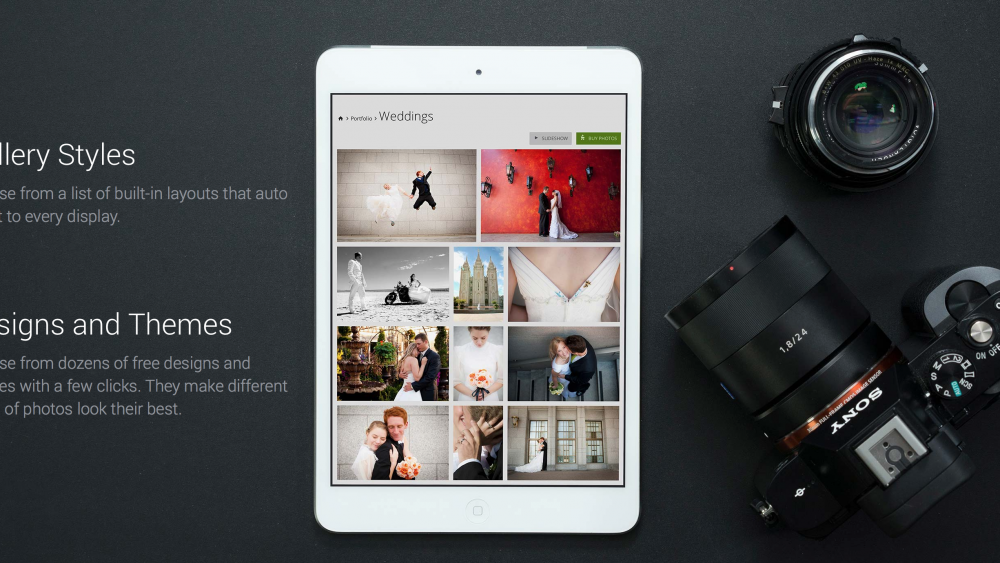 llery Styles
se from a list of built-in layouts that auto
t to every display.
signs and Themes
se from dozens of free designs and
es with a few clicks. They make different
of photos look their best.
Portfolio > Weddings
SLIDESHOW
BUY PHOTOS
1,8/24
SONY
ON OFF